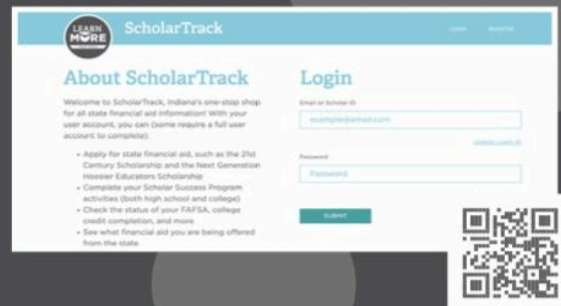 LEARN
MORE
ScholarTrack
LOGIN
REGISTER
About ScholarTrack
Welcome to ScholarTrack, Indiana's one-stop shop
for all state financial aid information! With your
user account, you can (some require a full user
account to complete):
• Apply for state financial aid, such as the 21st
Century Scholarship and the Next Generation
Hoosier Educators Scholarship
• Complete your Scholar Success Program
activities (both high school and college)
• Check the status of your FAFSA, college
credit completion, and more
• See what financial aid you are being offered
from the state
Login
Email or Scholar ID
example@email.com
Password
Password
SUBMIT